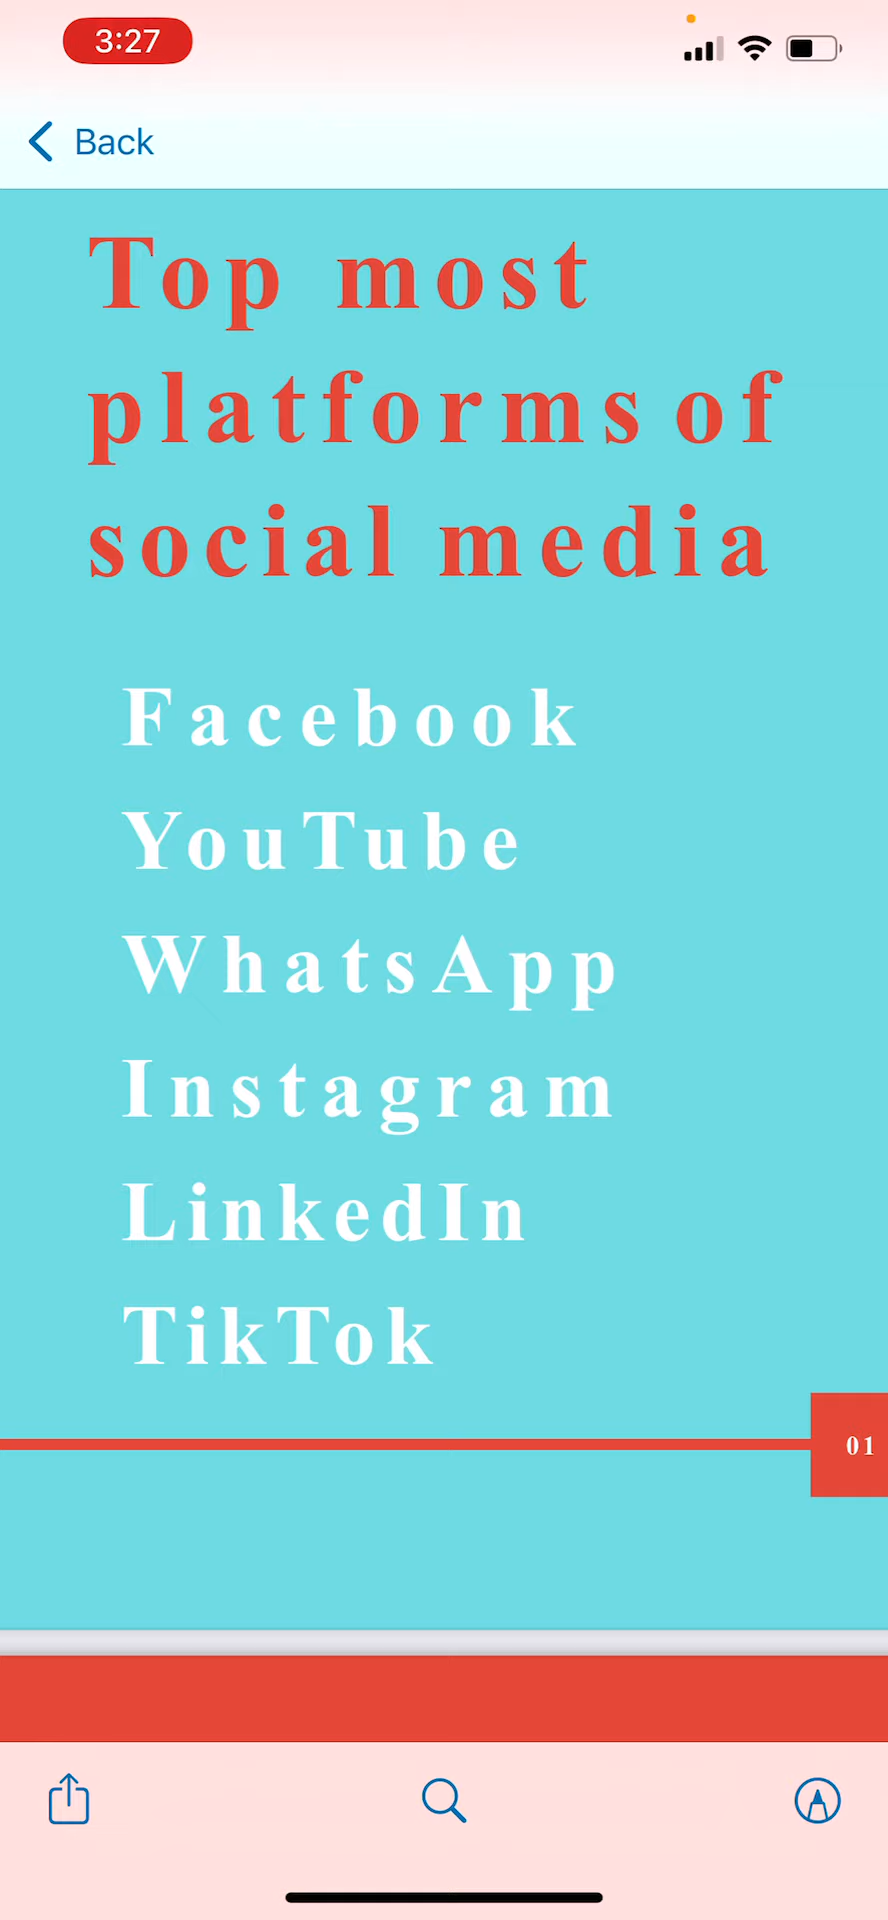 3:27
Back
Top most
platforms of
social media
Facebook
YouTube
WhatsApp
Instagram
LinkedIn
TikTok
01